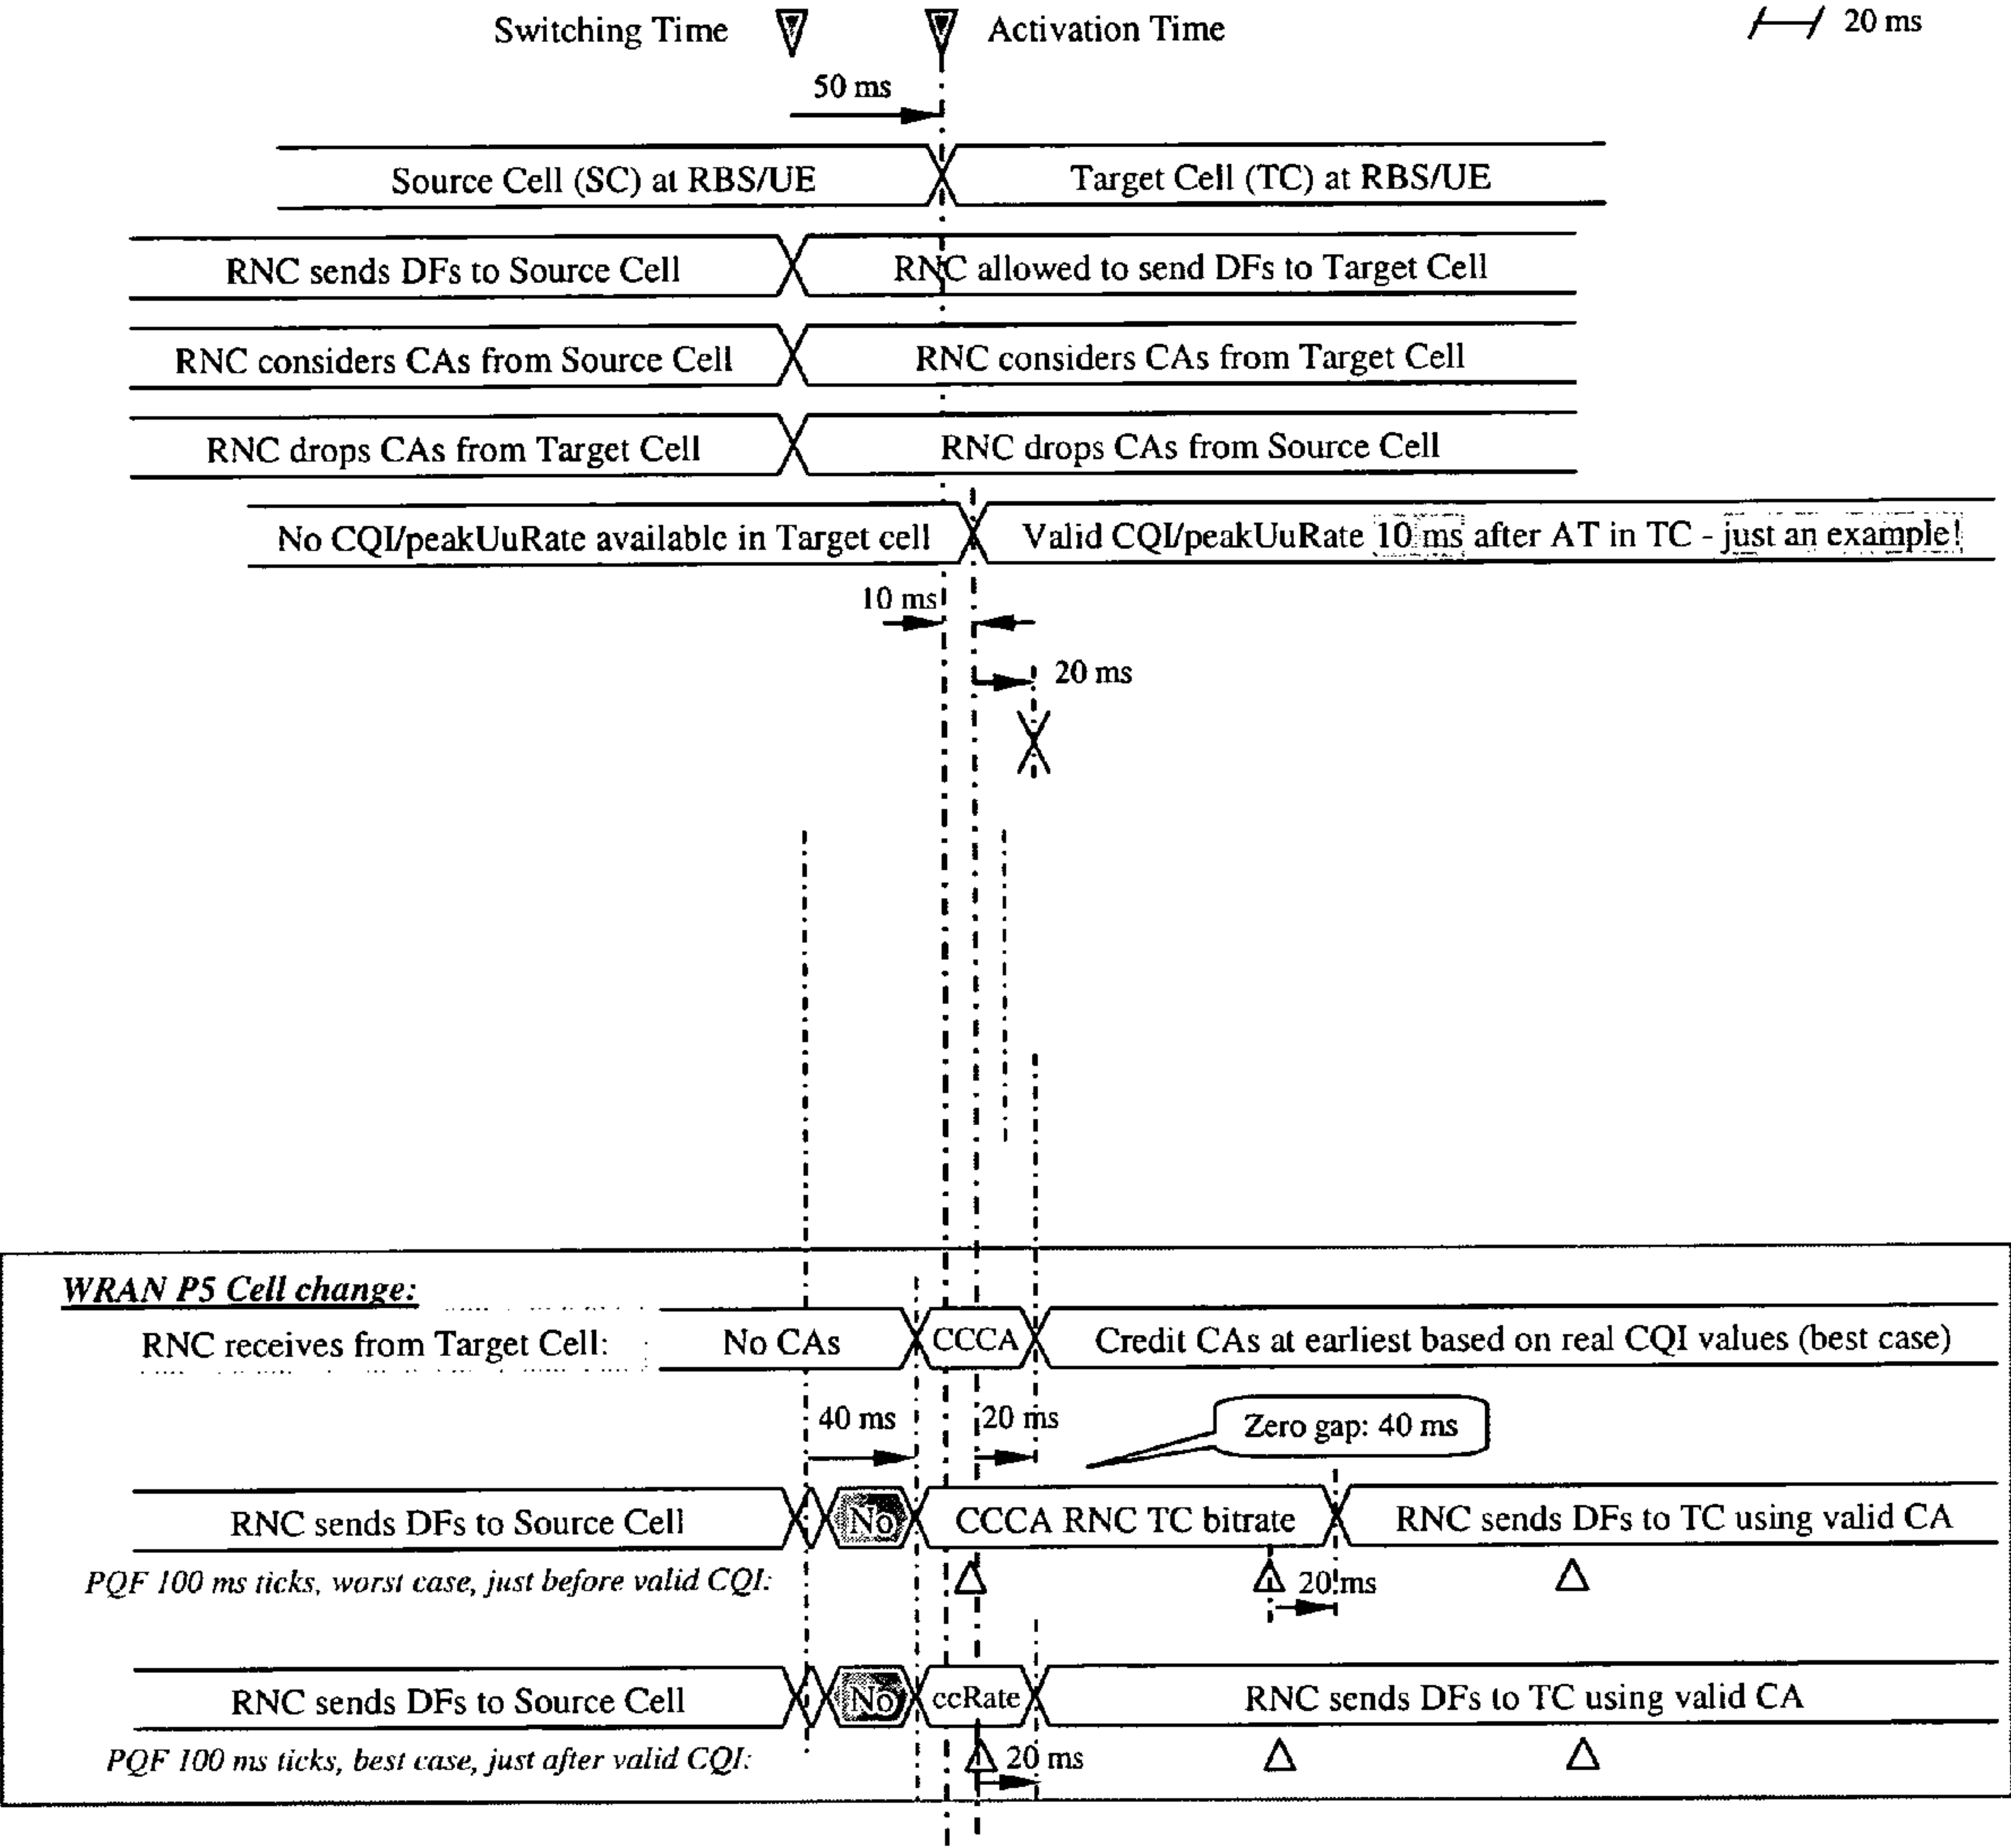 Switching Time
Activation Time
20 ms
50 ms
Source Cell (SC) at RBS/UE
Target Cell (TC) at RBS/UE
RNC sends DFs to Source Cell
RNC allowed to send DFs to Target Cell
RNC considers CAs from Source Cell
RNC considers CAs from Target Cell
RNC drops CAs from Target Cell
RNC drops CAs from Source Cell
No CQI/peakUuRate available in Target cell
Valid CQI/peakUuRate 10 ms after AT in TC - just an example!
10 ms
20 ms
WRAN P5 Cell change:
RNC receives from Target Cell:
No CAs
CCCA
Credit CAs at earliest based on real CQI values (best case)
40 ms
20 ms
Zero gap: 40 ms
RNC sends DFs to Source Cell
No
CCCA RNC TC bitrate
RNC sends DFs to TC using valid CA
PQF 100 ms ticks, worst case, just before valid CQI:
20 ms
RNC sends DFs to Source Cell
No
ccRate
RNC sends DFs to TC using valid CA
PQF 100 ms ticks, best case, just after valid CQI:
20 ms